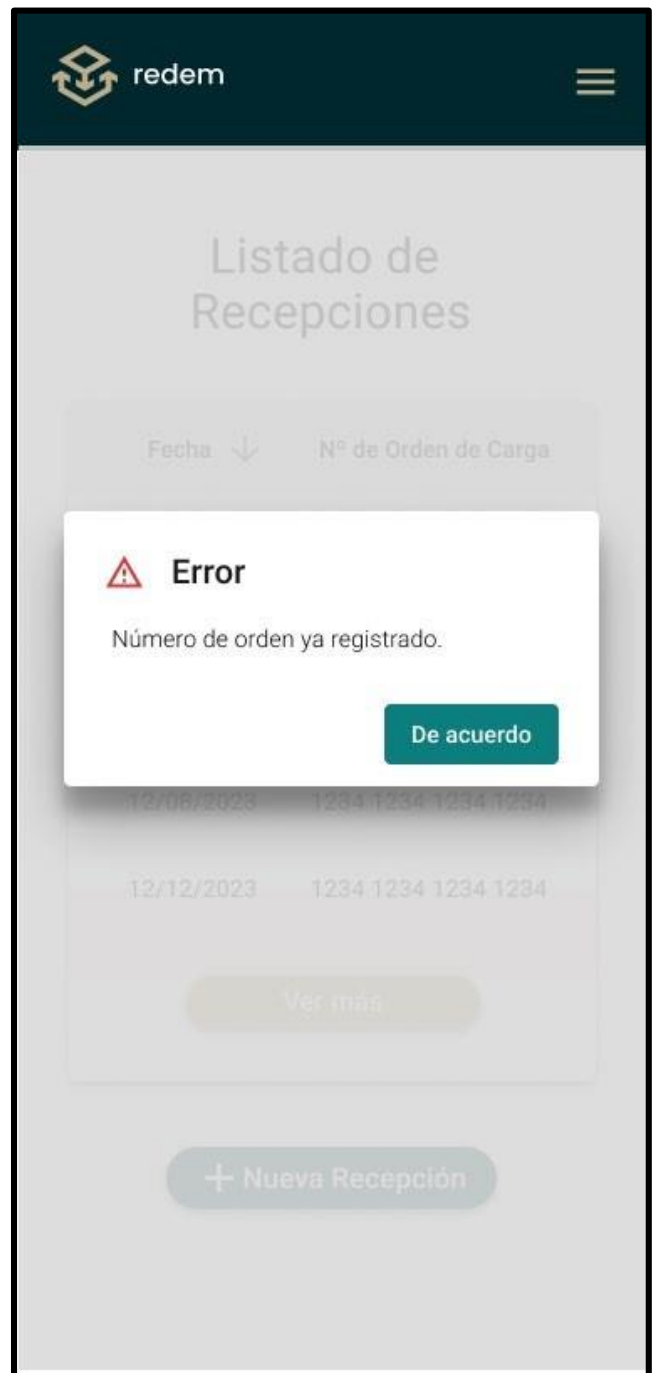 redem
Listado de
Recepciones
Fecha Nº de Orden de Carga
Error
Número de orden ya registrado.
De acuerdo
12/08/2023 1234 1234 1234 1234
12/12/2023 1234 1234 1234 1234
Ver más
+ Nueva Recepción